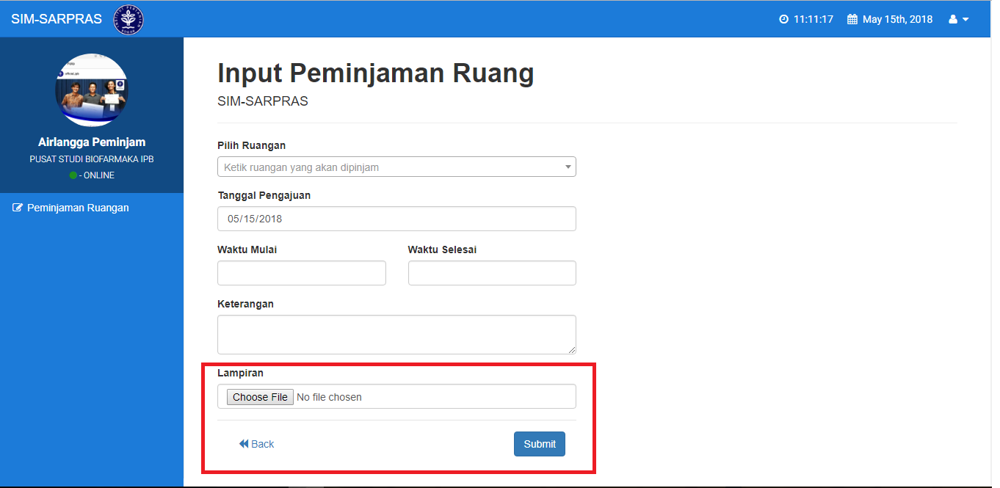 SIM-SARPRAS
11:11:17 May 15th, 2018
Airlangga Peminjam
PUSAT STUDI BIOFARMAKA IPB
- ONLINE
Peminjaman Ruangan
Input Peminjaman Ruang
SIM-SARPRAS
Pilih Ruangan
Ketik ruangan yang akan dipinjam
Tanggal Pengajuan
05/15/2018
Waktu Mulai Waktu Selesai
Keterangan
Lampiran
Choose File No file chosen
Back Submit